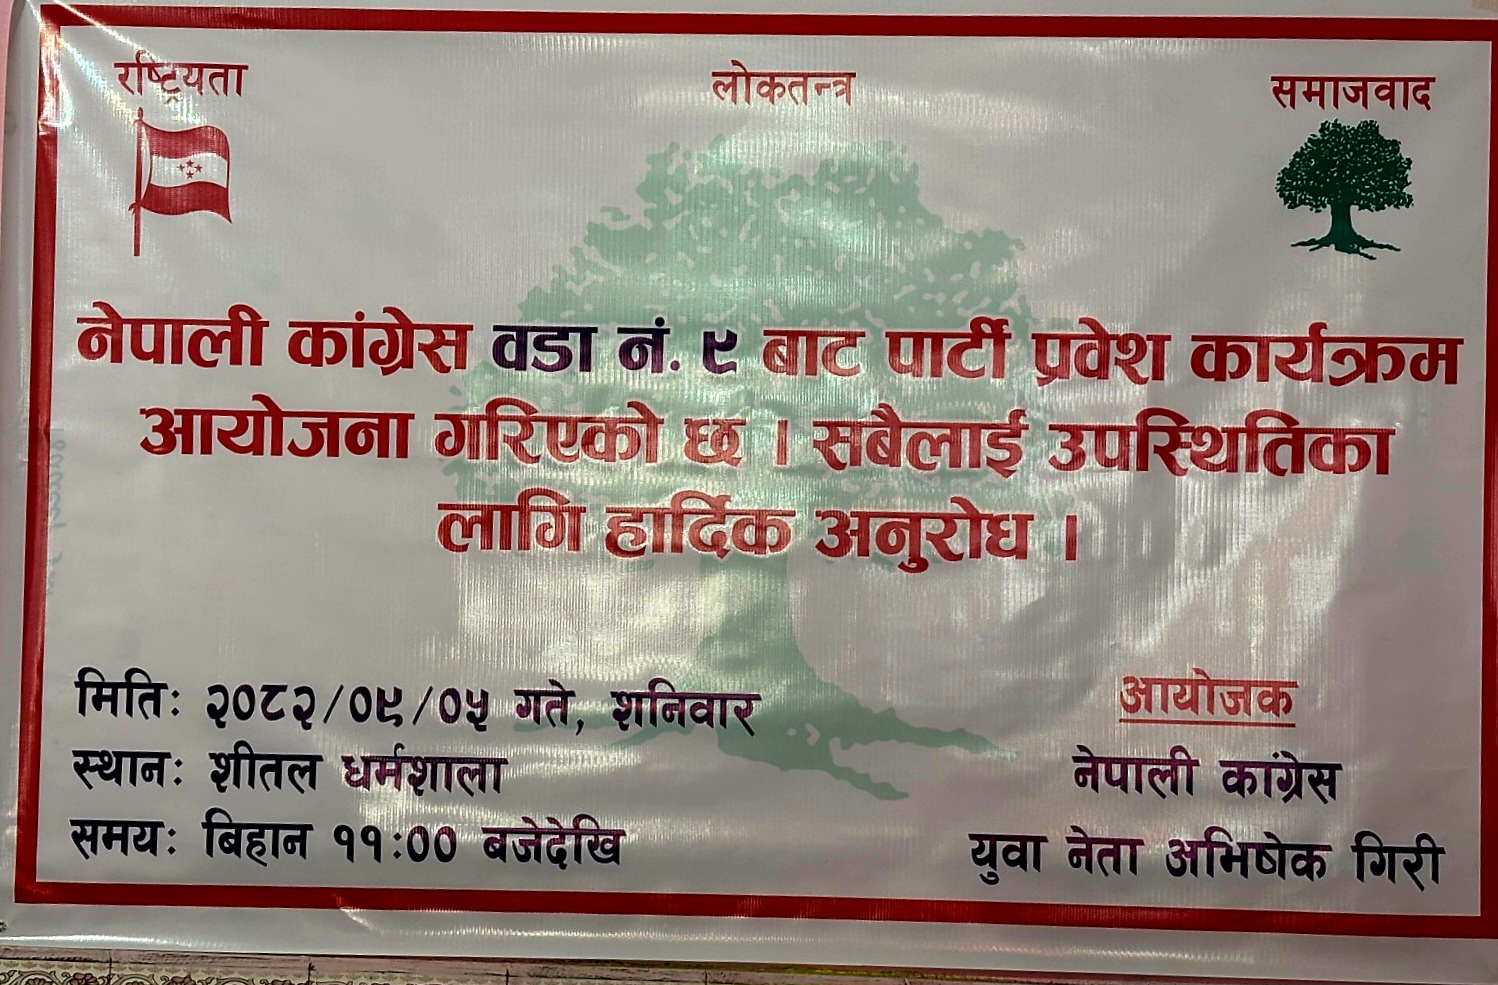 रष्ट्रियता
लोकतन्त्र
समाजवाद
नेपाली कांग्रेस वडा नं. ९ बाट पार्टी प्रवेश कार्यक्रम
आयोजना गरिएको छ । सबैलाई उपस्थितिका
लागि हार्दिक अनुरोध ।
मितिः २०८२/०९/०५ गते, शनिवार
स्थानः शीतल धर्मशाला
समयः बिहान ११:०० बजेदेखि
आयोजक
नेपाली कांग्रेस
युवा नेता अभिषेक गिरी